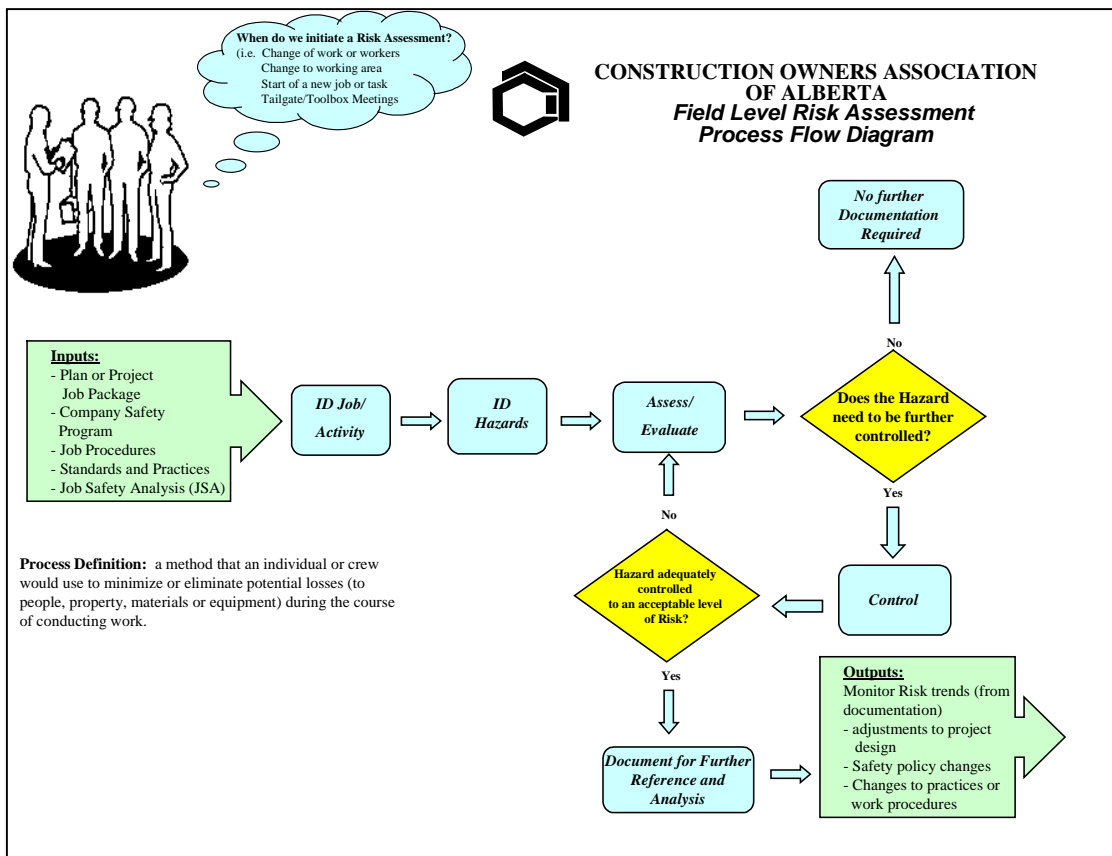 When do we initiate a Risk Assessment?
(i.e. Change of work or workers
Change to working area
Start of a new job or task
Tailgate/Toolbox Meetings
CONSTRUCTION OWNERS ASSOCIATION
OF ALBERTA
Field Level Risk Assessment
Process Flow Diagram
No further
Documentation
Required
No
Inputs:
- Plan or Project
Job Package
- Company Safety
Program
- Job Procedures
- Standards and Practices
- Job Safety Analysis (JSA)
ID Job/
Activity
ID
Hazards
Assess/
Evaluate
Does the Hazard
need to be further
controlled?
Yes
No
Process Definition: a method that an individual or crew
would use to minimize or eliminate potential losses (to
people, property, materials or equipment) during the course
of conducting work.
Hazard adequately
controlled
to an acceptable level
of Risk?
Control
Yes
Document for Further
Reference and
Analysis
Outputs:
Monitor Risk trends (from
documentation)
- adjustments to project
design
- Safety policy changes
- Changes to practices or
work procedures